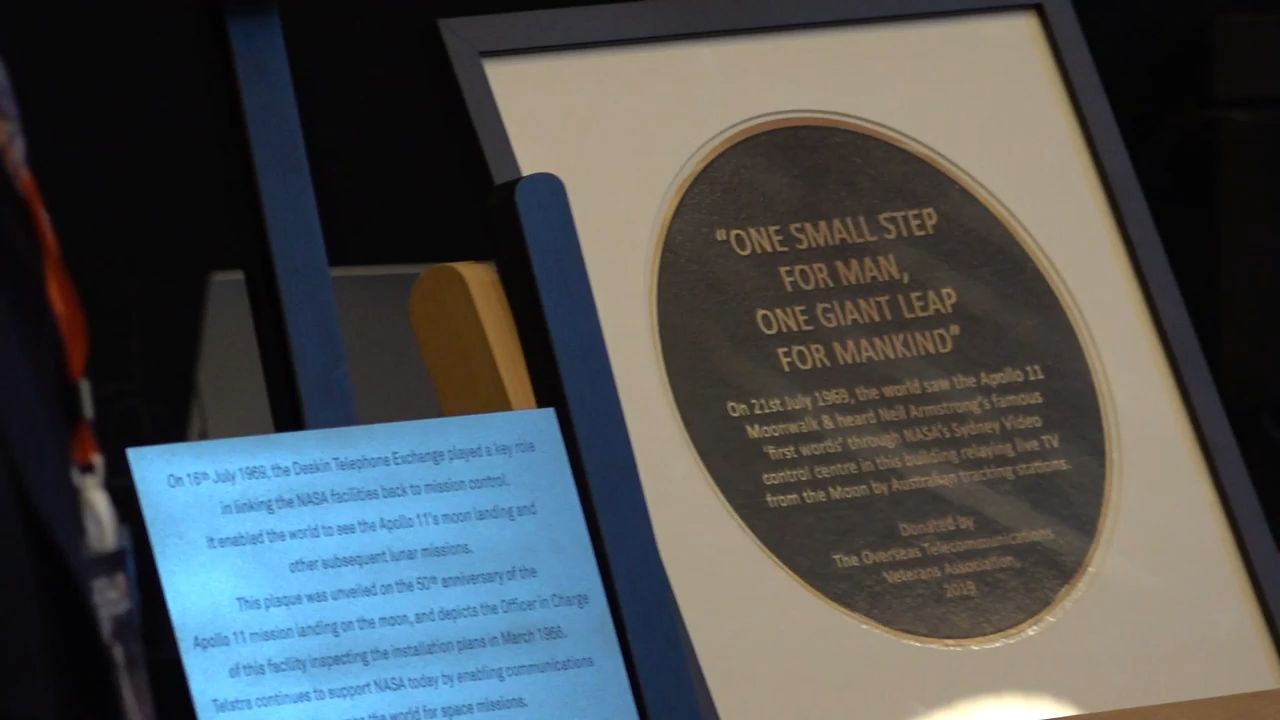 On 16th July 1969, the Deakin Telephone Exchange played a key role
in linking the NASA facilities back to mission control.
It enabled the world to see the Apollo 11's moon landing and
other subsequent lunar missions.
This plaque was unveiled on the 50th anniversary of the
Apollo 11 mission landing on the moon, and depicts the Officer in Charge
of this facility inspecting the installation plans in March 1966.
Telstra continues to support NASA today by enabling communications
the world for space missions.
“ONE SMALL STEP
FOR MAN,
ONE GIANT LEAP
FOR MANKIND”
On 21st July 1969, the world saw the Apollo 11
Moonwalk & heard Neil Armstrong's famous
'first words' through NASA's Sydney Video
control centre in this building relaying live TV
from the Moon by Australian tracking stations.
Donated by
The Overseas Telecommunications
Veterans Association,
2019